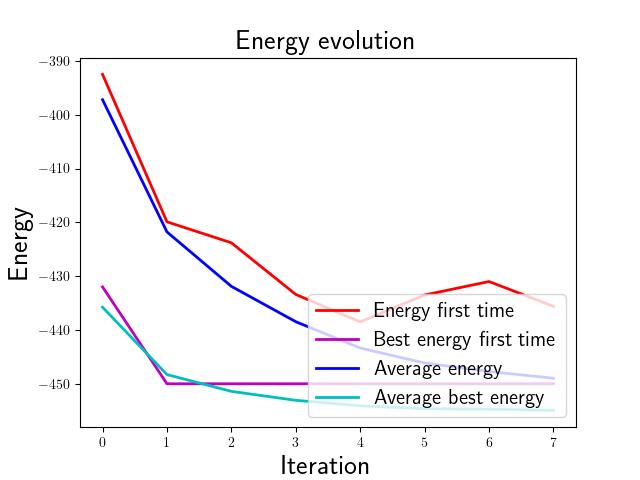 Energy evolution
−390
−400
−410
−420
−430
−440
−450
Energy
Energy first time
Best energy first time
Average energy
Average best energy
0 1 2 3 4 5 6 7
Iteration